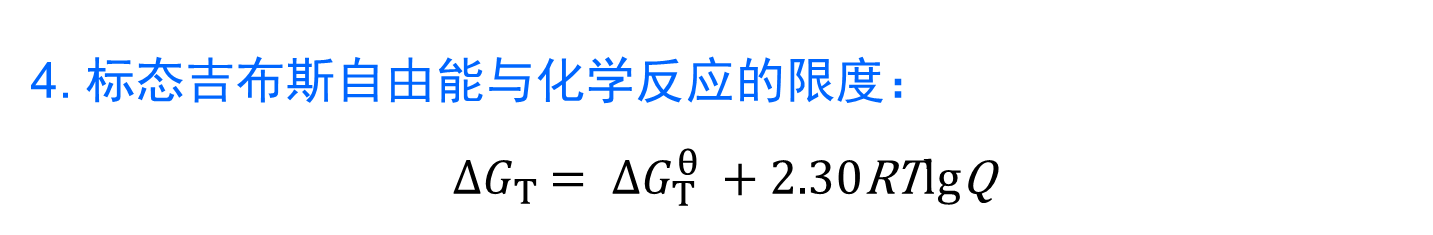 4. 标态吉布斯自由能与化学反应的限度：
ΔG_T = ΔG_T^θ + 2.30RTlgQ